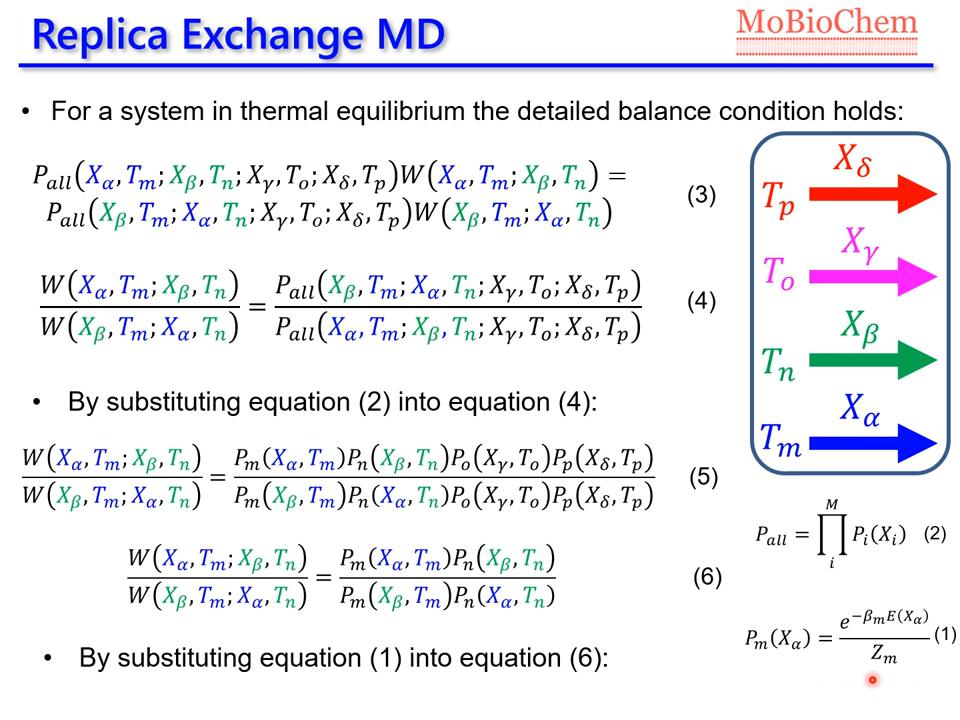 Replica Exchange MD
MoBioChem
• For a system in thermal equilibrium the detailed balance condition holds:
P_all(X_α, T_m; X_β, T_n; X_γ, T_o; X_δ, T_p)W(X_α, T_m; X_β, T_n) =
P_all(X_β, T_m; X_α, T_n; X_γ, T_o; X_δ, T_p)W(X_β, T_m; X_α, T_n)
(3)
W(X_α, T_m; X_β, T_n) / W(X_β, T_m; X_α, T_n) = P_all(X_β, T_m; X_α, T_n; X_γ, T_o; X_δ, T_p) / P_all(X_α, T_m; X_β, T_n; X_γ, T_o; X_δ, T_p)
(4)
• By substituting equation (2) into equation (4):
W(X_α, T_m; X_β, T_n) / W(X_β, T_m; X_α, T_n) = P_m(X_α, T_m)P_n(X_β, T_n)P_o(X_γ, T_o)P_p(X_δ, T_p) / P_m(X_β, T_m)P_n(X_α, T_n)P_o(X_γ, T_o)P_p(X_δ, T_p)
(5)
W(X_α, T_m; X_β, T_n) / W(X_β, T_m; X_α, T_n) = P_m(X_α, T_m)P_n(X_β, T_n) / P_m(X_β, T_m)P_n(X_α, T_n)
(6)
• By substituting equation (1) into equation (6):
X_δ
T_p
X_γ
T_o
X_β
T_n
X_α
T_m
P_all = ∏_i^M P_i(X_i) (2)
P_m(X_α) = e^{−β_m E(X_α)} / Z_m (1)